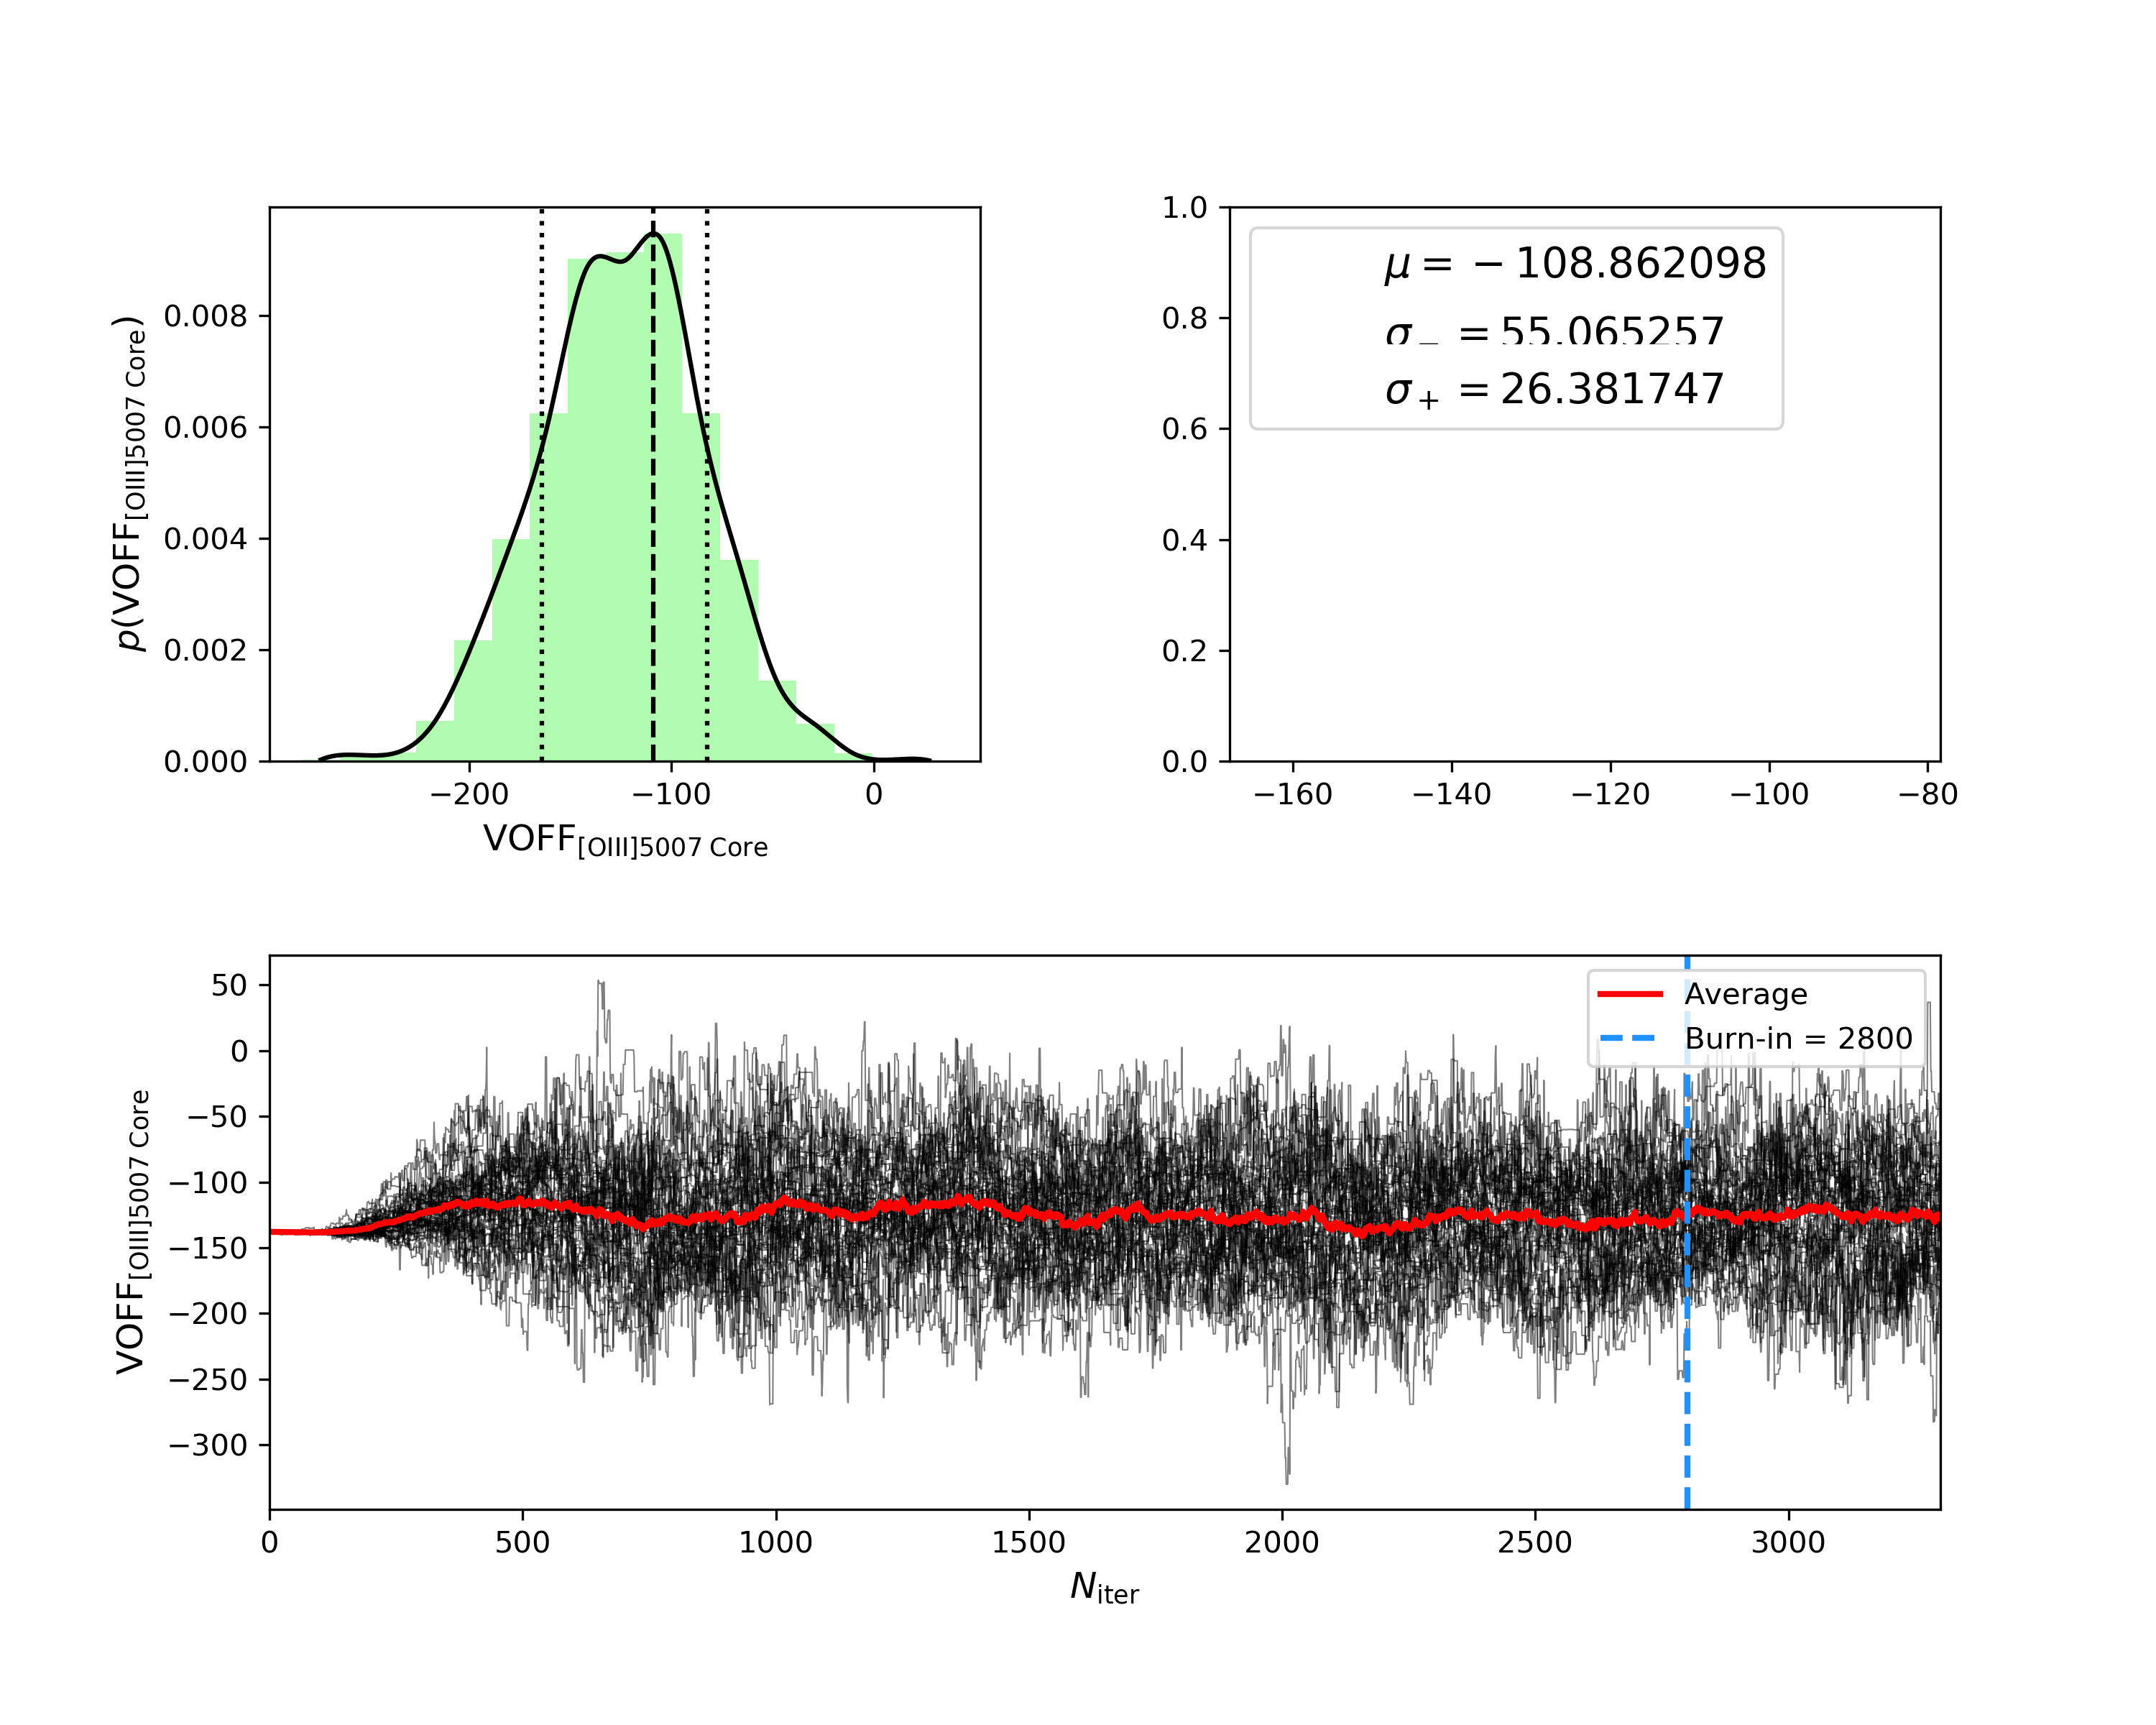 0.008
0.006
0.004
0.002
0.000
p(VOFF[OIII]5007 Core)
−200 −100 0
VOFF[OIII]5007 Core
1.0
0.8
0.6
0.4
0.2
0.0
μ = −108.862098
σ− = 55.065257
σ+ = 26.381747
−160 −140 −120 −100 −80
50
0
−50
−100
−150
−200
−250
−300
VOFF[OIII]5007 Core
Average
Burn-in = 2800
0 500 1000 1500 2000 2500 3000
Niter